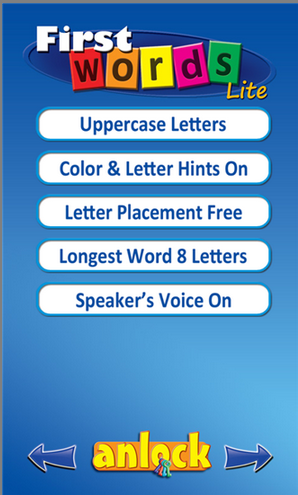 First
words
Lite
Uppercase Letters
Color & Letter Hints On
Letter Placement Free
Longest Word 8 Letters
Speaker's Voice On
anlock